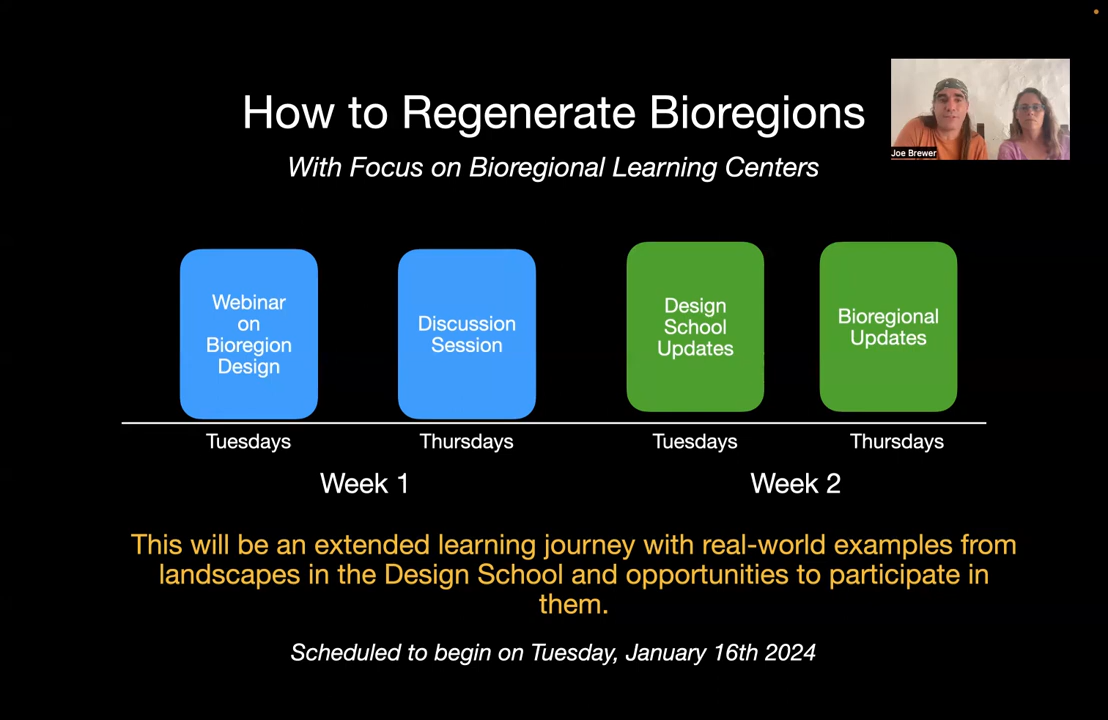 How to Regenerate Bioregions
With Focus on Bioregional Learning Centers
Joe Brewer
Webinar
on
Bioregion
Design
Discussion
Session
Design
School
Updates
Bioregional
Updates
Tuesdays
Thursdays
Tuesdays
Thursdays
Week 1
Week 2
This will be an extended learning journey with real-world examples from
landscapes in the Design School and opportunities to participate in
them.
Scheduled to begin on Tuesday, January 16th 2024